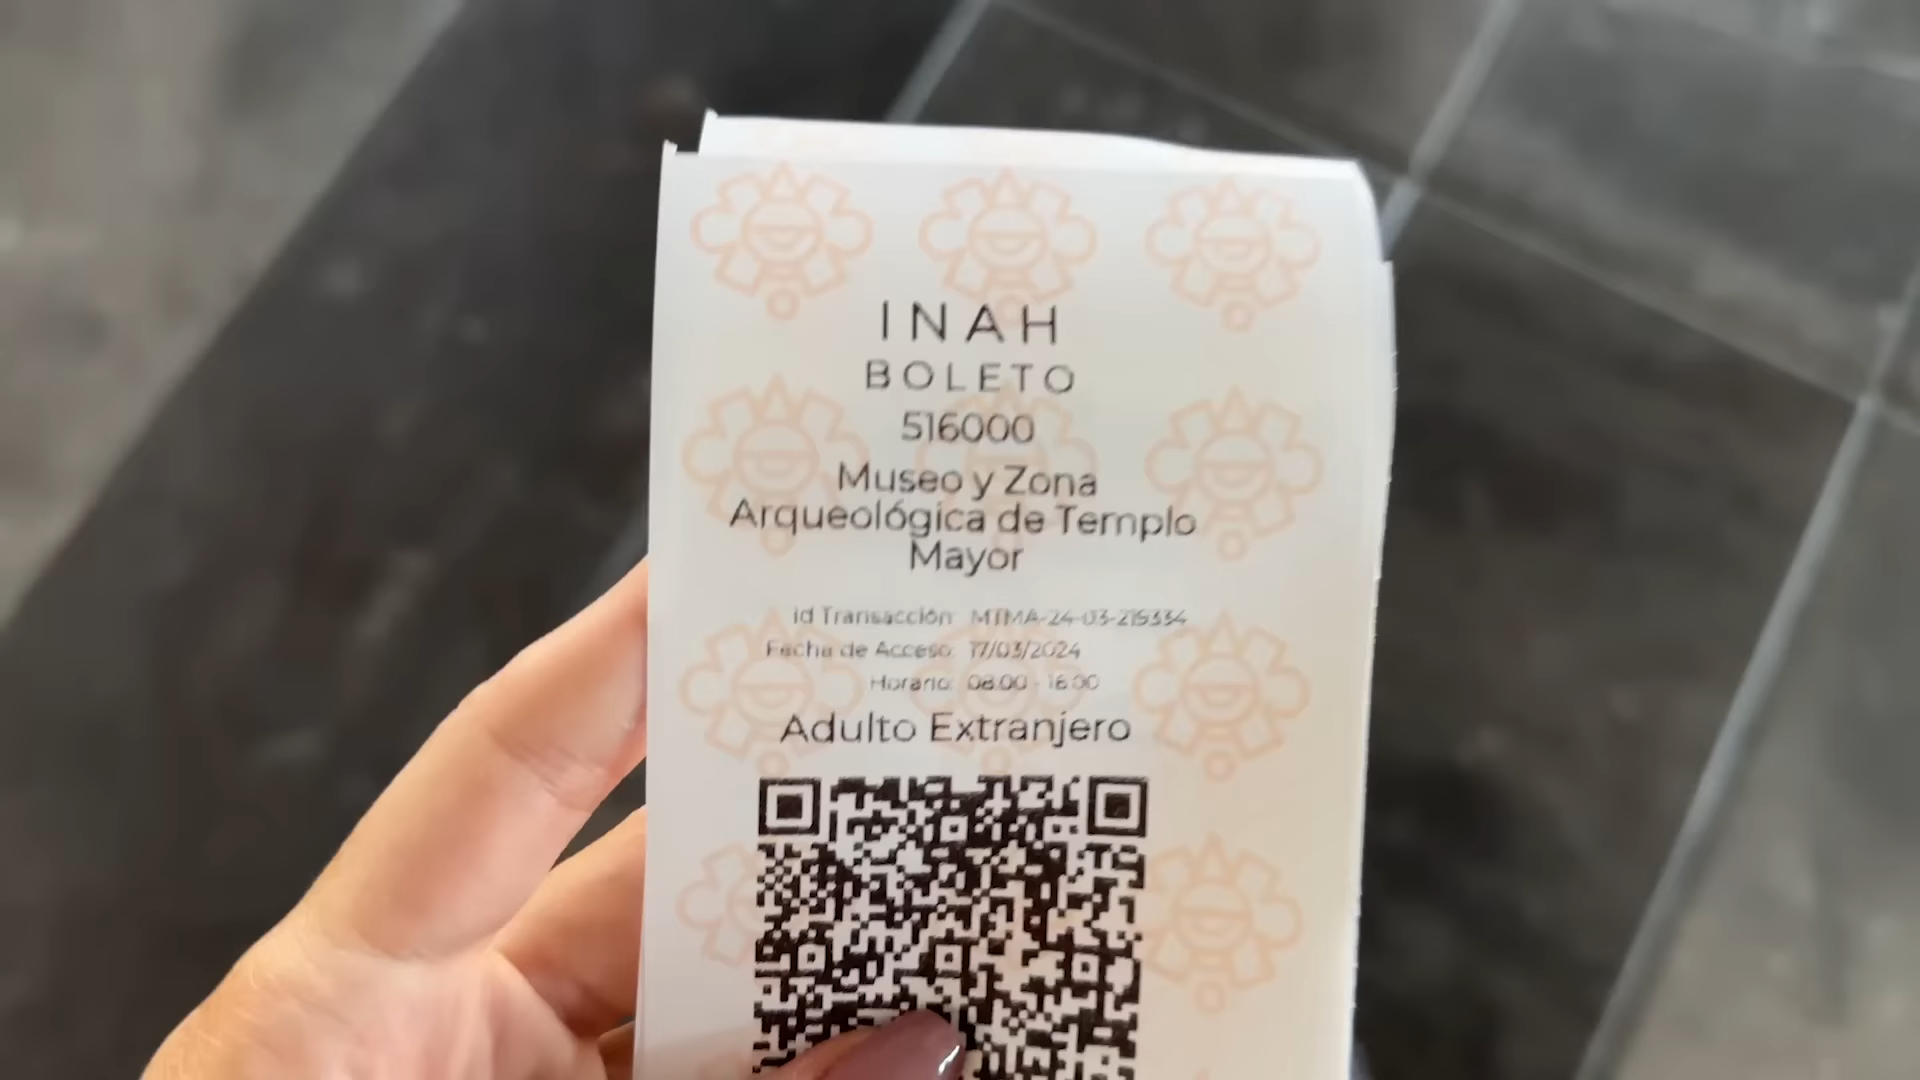 INAH
BOLETO
516000
Museo y Zona
Arqueológica de Templo
Mayor
Id Transacción: MTMA-24-03-219334
Fecha de Acceso: 17/03/2024
Horario: 08:00 - 16:00
Adulto Extranjero